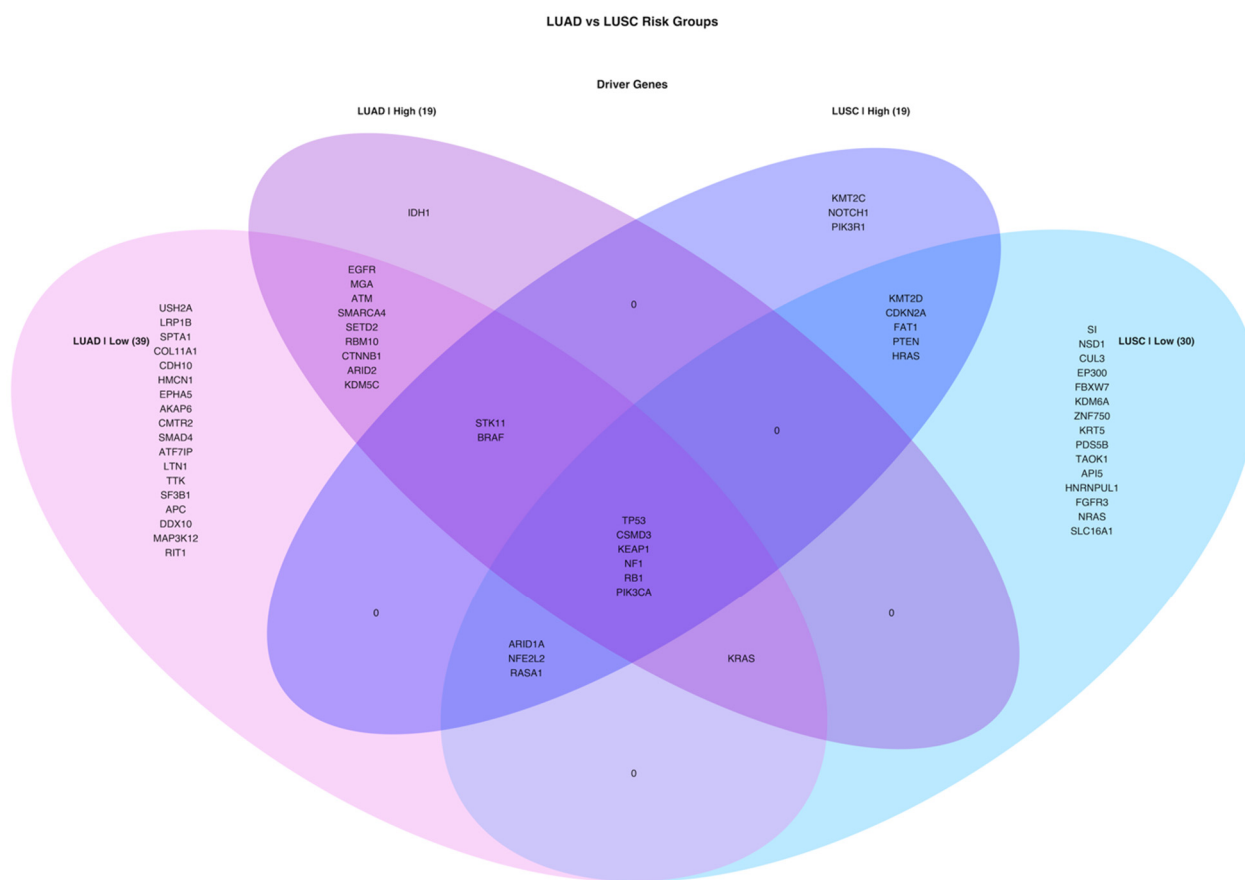 LUAD vs LUSC Risk Groups
Driver Genes
LUAD | High (19)
LUSC | High (19)
LUAD | Low (39)
LUSC | Low (30)
IDH1
KMT2C
NOTCH1
PIK3R1
EGFR
MGA
ATM
SMARCA4
SETD2
RBM10
CTNNB1
ARID2
KDM5C
0
KMT2D
CDKN2A
FAT1
PTEN
HRAS
USH2A
LRP1B
SPTA1
COL11A1
CDH10
HMCN1
EPHA5
AKAP6
CMTR2
SMAD4
ATF7IP
LTN1
TTK
SF3B1
APC
DDX10
MAP3K12
RIT1
SI
NSD1
CUL3
EP300
FBXW7
KDM6A
ZNF750
KRT5
PDS5B
TAOK1
API5
HNRNPUL1
FGFR3
NRAS
SLC16A1
STK11
BRAF
0
TP53
CSMD3
KEAP1
NF1
RB1
PIK3CA
0
0
ARID1A
NFE2L2
RASA1
KRAS
0